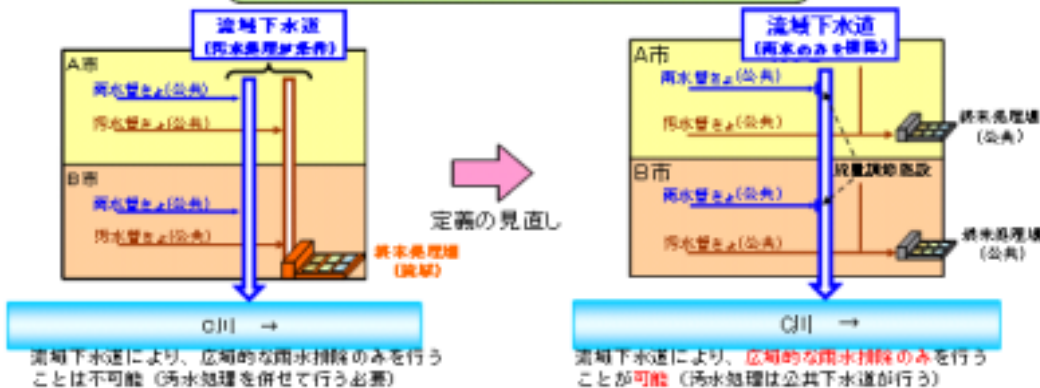 流域下水道
(汚水処理が条件)
A市
雨水管きょ(公共)
汚水管きょ(公共)
B市
雨水管きょ(公共)
汚水管きょ(公共)
終末処理場
(流域)
C川 →
流域下水道により、広域的な雨水排除のみを行う
ことは不可能（汚水処理を併せて行う必要）
定義の見直し
流域下水道
(雨水のみを排除)
A市
雨水管きょ(公共)
汚水管きょ(公共)
終末処理場
(公共)
流量調節施設
B市
雨水管きょ(公共)
汚水管きょ(公共)
終末処理場
(公共)
C川 →
流域下水道により、広域的な雨水排除のみを行う
ことが可能（汚水処理は公共下水道が行う）